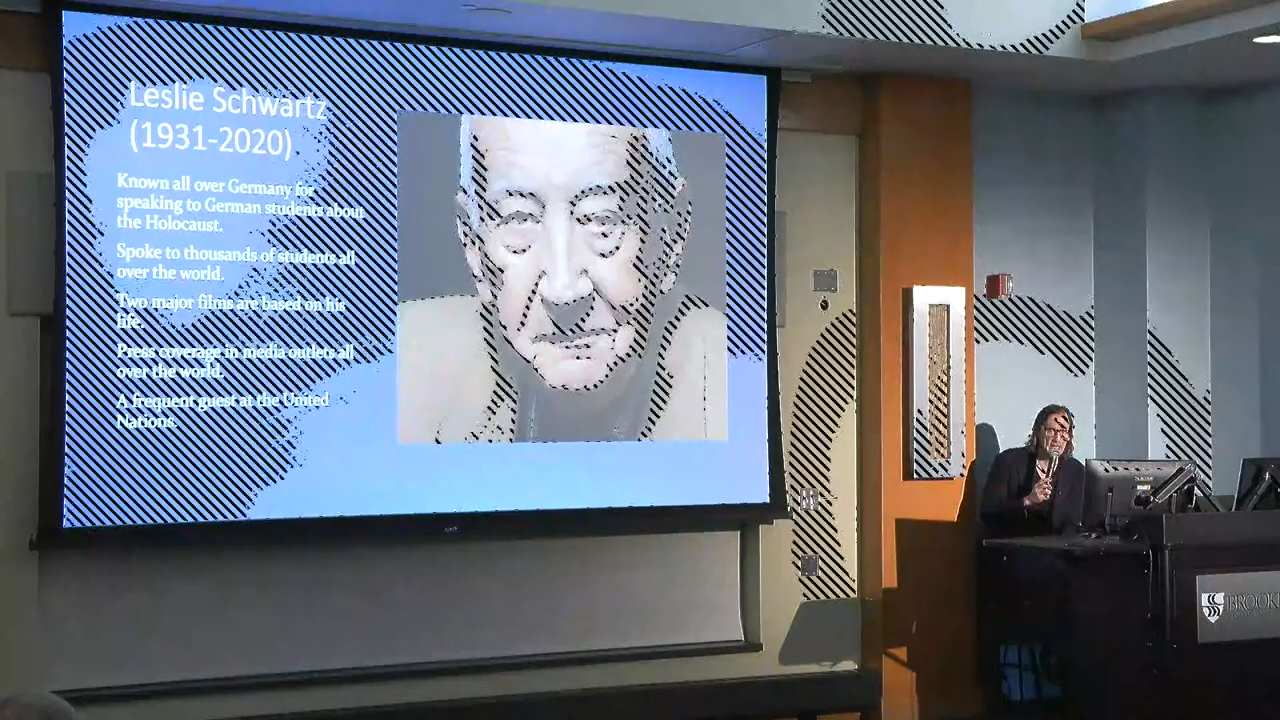 Leslie Schwartz
(1931-2020)
Known all over Germany for
speaking to German students about
the Holocaust.
Spoke to thousands of students all
over the world.
Two major films are based on his
life.
Press coverage in media outlets all
over the world.
A frequent guest at the United
Nations.